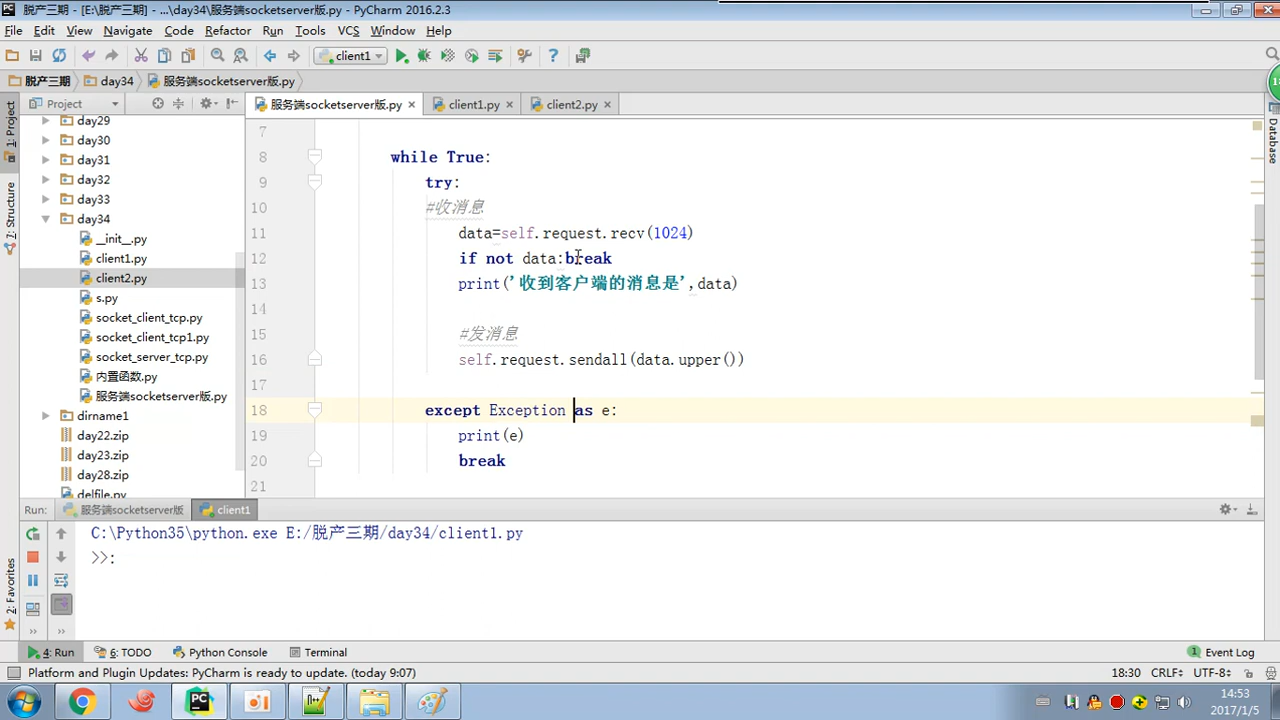 脱产三期 - [E:\脱产三期] - ...\day34\服务端socketserver版.py - PyCharm 2016.2.3
File Edit View Navigate Code Refactor Run Tools VCS Window Help
client1
脱产三期 day34 服务端socketserver版.py
Project
服务端socketserver版.py client1.py client2.py
1: Project
Z: Structure
2: Favorites
Database
day29
day30
day31
day32
day33
day34
__init__.py
client1.py
client2.py
s.py
socket_client_tcp.py
socket_client_tcp1.py
socket_server_tcp.py
内置函数.py
服务端socketserver版.py
dirname1
day22.zip
day23.zip
day28.zip
delfile.py
7
8 while True:
9 try:
10 #收消息
11 data=self.request.recv(1024)
12 if not data:break
13 print('收到客户端的消息是',data)
14
15 #发消息
16 self.request.sendall(data.upper())
17
18 except Exception as e:
19 print(e)
20 break
21
Run: 服务端socketserver版 client1
C:\Python35\python.exe E:/脱产三期/day34/client1.py
>>:
4: Run 6: TODO Python Console Terminal 1 Event Log
Platform and Plugin Updates: PyCharm is ready to update. (today 9:07) 18:30 CRLF UTF-8
14:53
2017/1/5